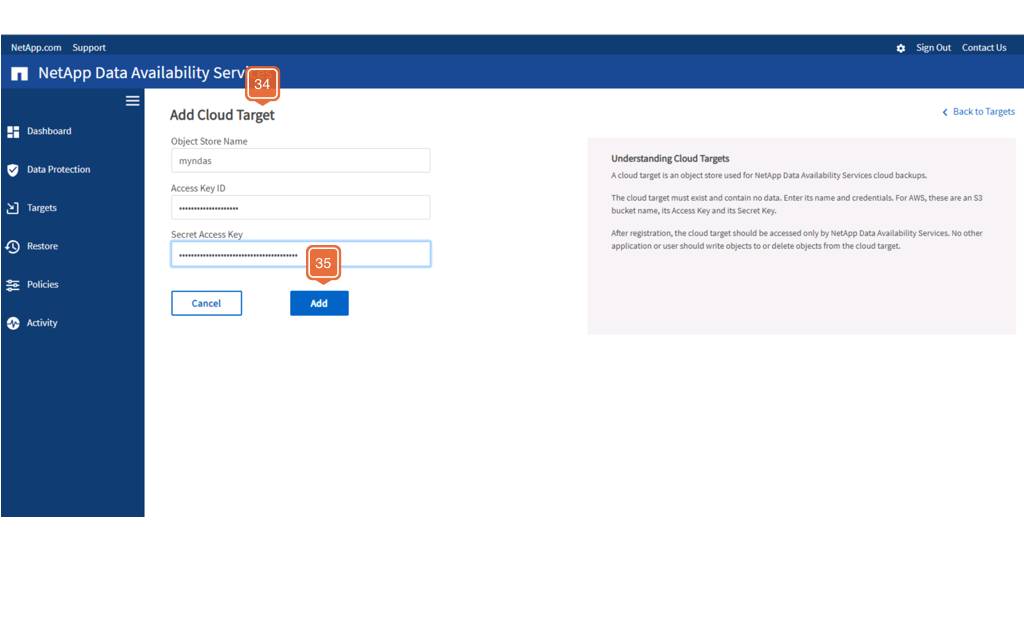 NetApp.com Support Sign Out Contact Us
NetApp Data Availability Servi
34
Add Cloud Target
Back to Targets
Dashboard
Data Protection
Targets
Restore
Policies
Activity
Object Store Name
myndas
Access Key ID
••••••••••••••••••••
Secret Access Key
••••••••••••••••••••••••••••••••••••••••
35
Cancel Add
Understanding Cloud Targets
A cloud target is an object store used for NetApp Data Availability Services cloud backups.
The cloud target must exist and contain no data. Enter its name and credentials. For AWS, these are an S3
bucket name, its Access Key and its Secret Key.
After registration, the cloud target should be accessed only by NetApp Data Availability Services. No other
application or user should write objects to or delete objects from the cloud target.